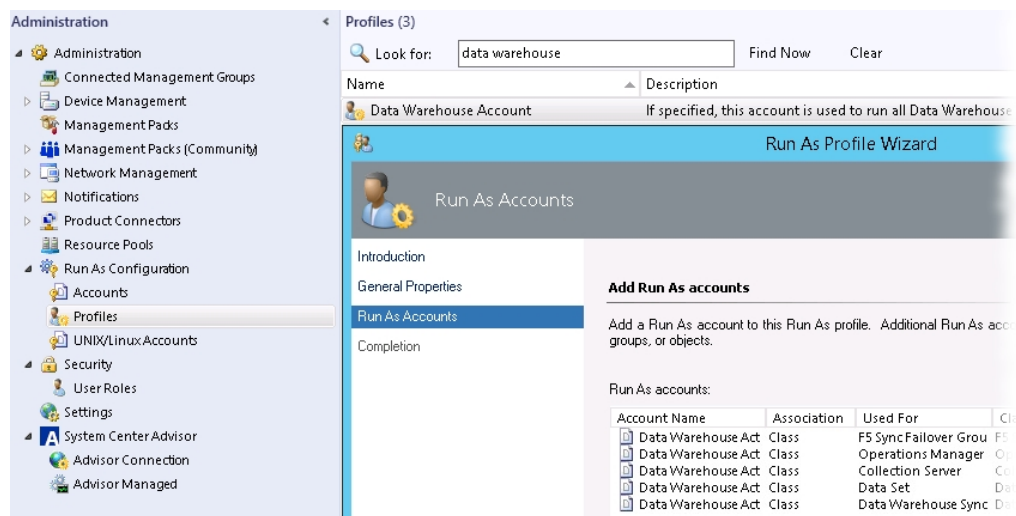 Administration
Administration
Connected Management Groups
Device Management
Management Packs
Management Packs (Community)
Network Management
Notifications
Product Connectors
Resource Pools
Run As Configuration
Accounts
Profiles
UNIX/Linux Accounts
Security
User Roles
Settings
System Center Advisor
Advisor Connection
Advisor Managed
Profiles (3)
Look for: data warehouse Find Now Clear
Name Description
Data Warehouse Account If specified, this account is used to run all Data Warehouse
Run As Profile Wizard
Run As Accounts
Introduction
General Properties
Run As Accounts
Completion
Add Run As accounts
Add a Run As account to this Run As profile. Additional Run As acc
groups, or objects.
Run As accounts:
Account Name Association Used For Cl
Data Warehouse Act Class F5 Sync Failover Grou F5
Data Warehouse Act Class Operations Manager Op
Data Warehouse Act Class Collection Server Co
Data Warehouse Act Class Data Set Da
Data Warehouse Act Class Data Warehouse Sync Da